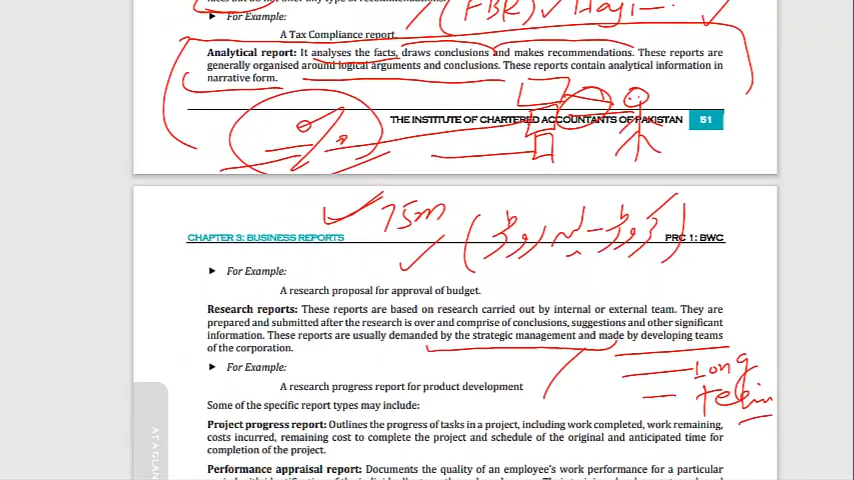 (FBR) ✓ Haji
For Example:
A Tax Compliance report.
Analytical report: It analyses the facts, draws conclusions and makes recommendations. These reports are
generally organised around logical arguments and conclusions. These reports contain analytical information in
narrative form.
THE INSTITUTE OF CHARTERED ACCOUNTANTS OF PAKISTAN 51
75m
CHAPTER 3: BUSINESS REPORTS PRC 1: BWC
For Example:
A research proposal for approval of budget.
Research reports: These reports are based on research carried out by internal or external team. They are
prepared and submitted after the research is over and comprise of conclusions, suggestions and other significant
information. These reports are usually demanded by the strategic management and made by developing teams
of the corporation.
For Example:
Long
A research progress report for product development
Some of the specific report types may include:
Project progress report: Outlines the progress of tasks in a project, including work completed, work remaining,
costs incurred, remaining cost to complete the project and schedule of the original and anticipated time for
completion of the project.
AT A GLAN
Performance appraisal report: Documents the quality of an employee's work performance for a particular